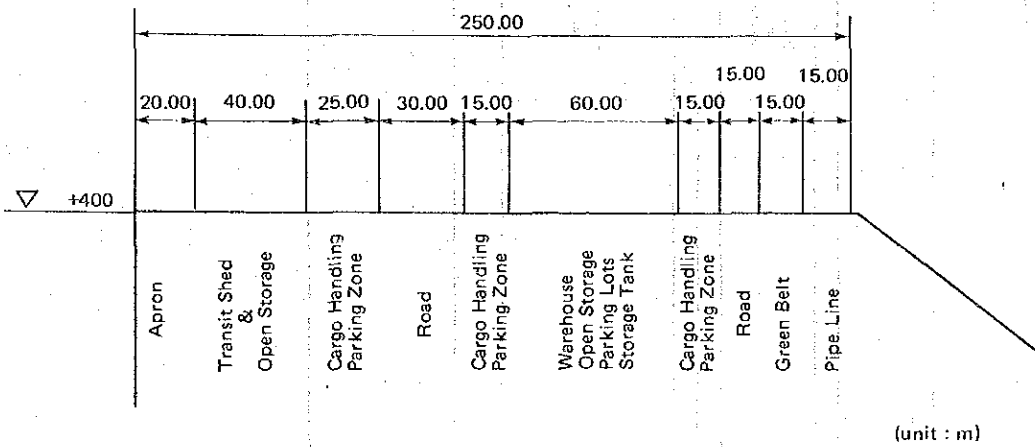 250.00
15.00 15.00
20.00 40.00 25.00 30.00 15.00 60.00 15.00 15.00
+400
Apron
Transit Shed
&
Open Storage
Cargo Handling
Parking Zone
Road
Cargo Handling
Parking Zone
Warehouse
Open Storage
Parking Lots
Storage Tank
Cargo Handling
Parking Zone
Road
Green Belt
Pipe Line
(unit : m)